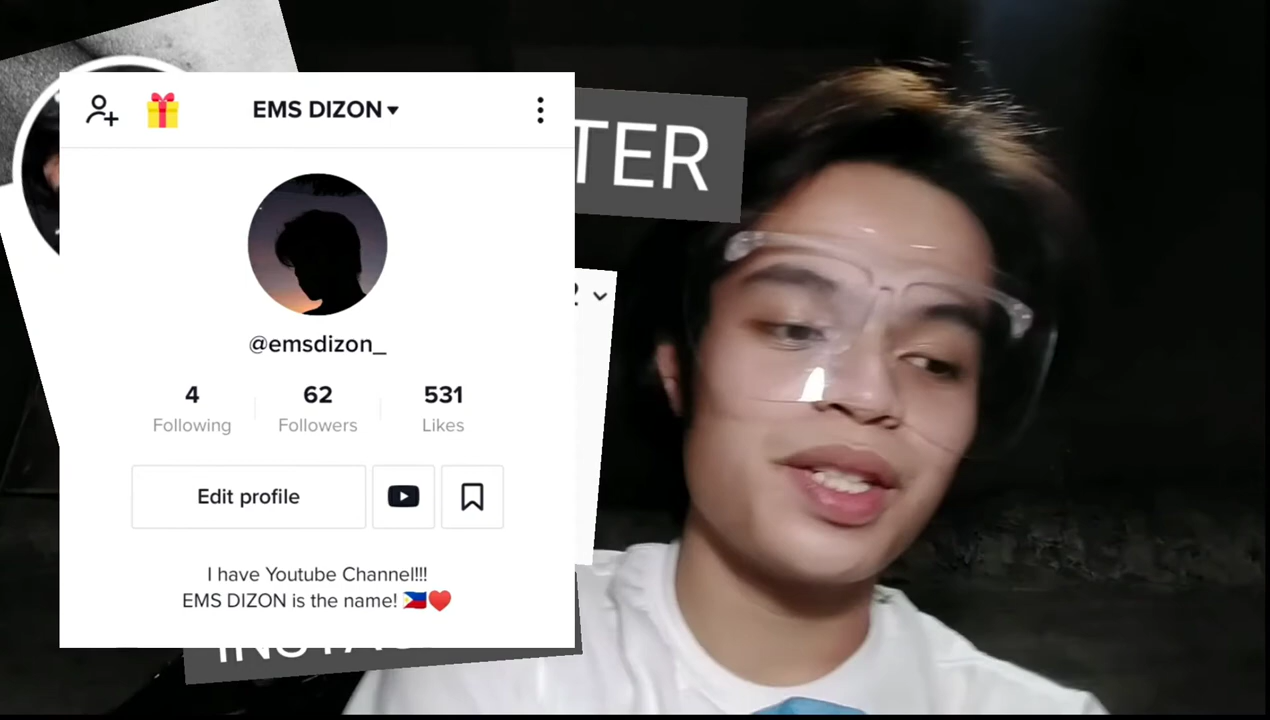 EMS DIZON
@emsdizon_
4 62 531
Following Followers Likes
Edit profile
I have Youtube Channel!!!
EMS DIZON is the name! 🇵🇭❤️